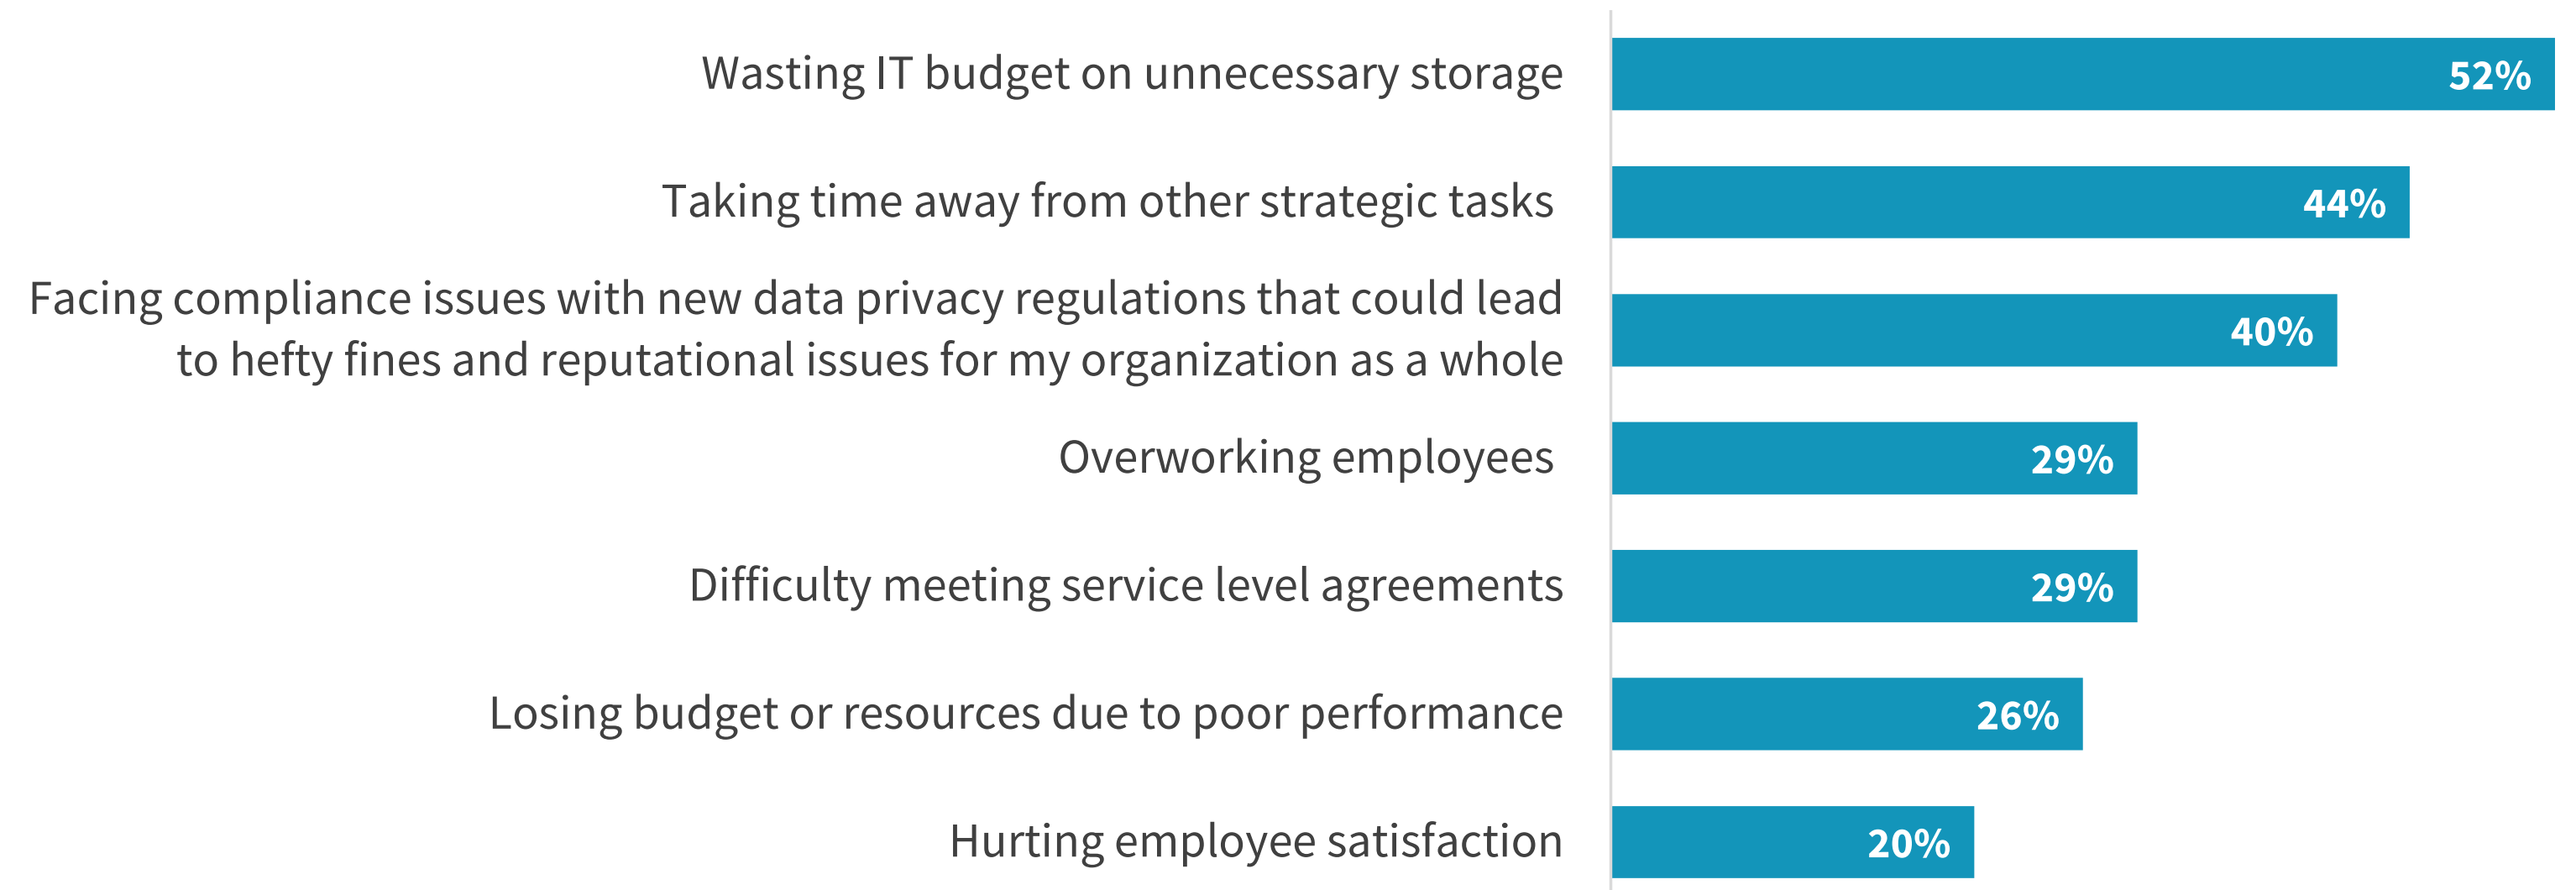 Wasting IT budget on unnecessary storage 52%
Taking time away from other strategic tasks 44%
Facing compliance issues with new data privacy regulations that could lead
to hefty fines and reputational issues for my organization as a whole 40%
Overworking employees 29%
Difficulty meeting service level agreements 29%
Losing budget or resources due to poor performance 26%
Hurting employee satisfaction 20%